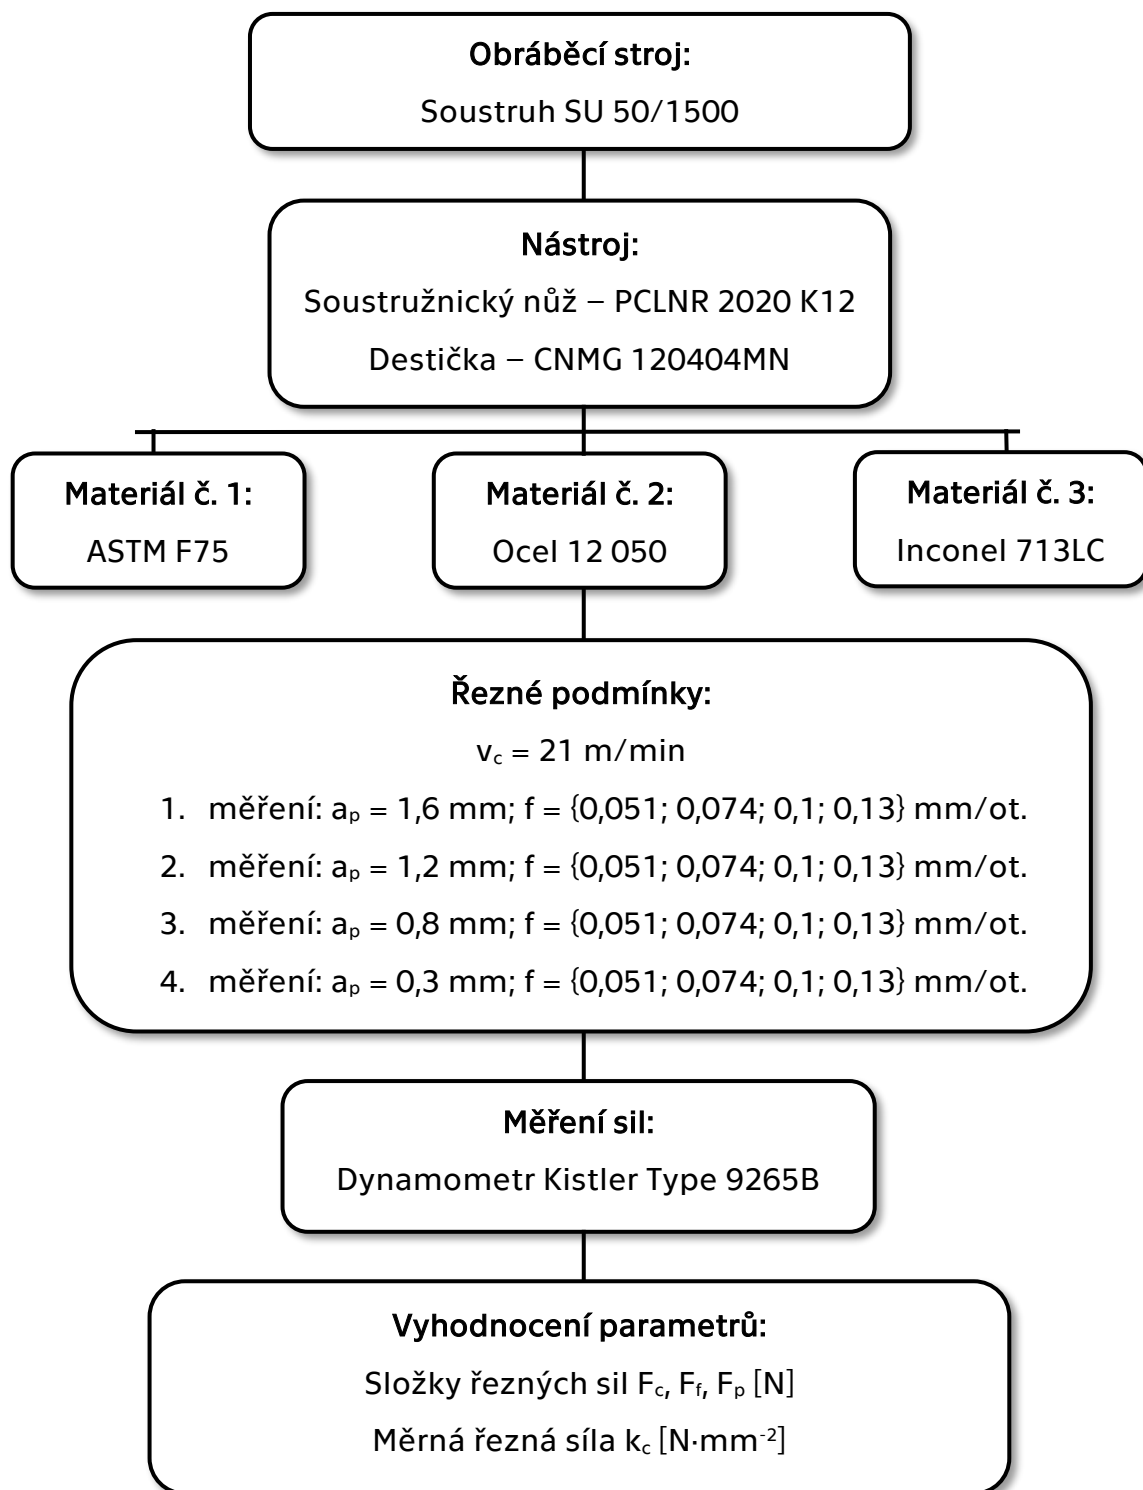 Obráběcí stroj:
Soustruh SU 50/1500
Nástroj:
Soustružnický nůž – PCLNR 2020 K12
Destička – CNMG 120404MN
Materiál č. 1:
ASTM F75
Materiál č. 2:
Ocel 12 050
Materiál č. 3:
Inconel 713LC
Řezné podmínky:
v꜀ = 21 m/min
1. měření: aₚ = 1,6 mm; f = {0,051; 0,074; 0,1; 0,13} mm/ot.
2. měření: aₚ = 1,2 mm; f = {0,051; 0,074; 0,1; 0,13} mm/ot.
3. měření: aₚ = 0,8 mm; f = {0,051; 0,074; 0,1; 0,13} mm/ot.
4. měření: aₚ = 0,3 mm; f = {0,051; 0,074; 0,1; 0,13} mm/ot.
Měření sil:
Dynamometr Kistler Type 9265B
Vyhodnocení parametrů:
Složky řezných sil Fc, Ff, Fp [N]
Měrná řezná síla kc [N·mm⁻²]